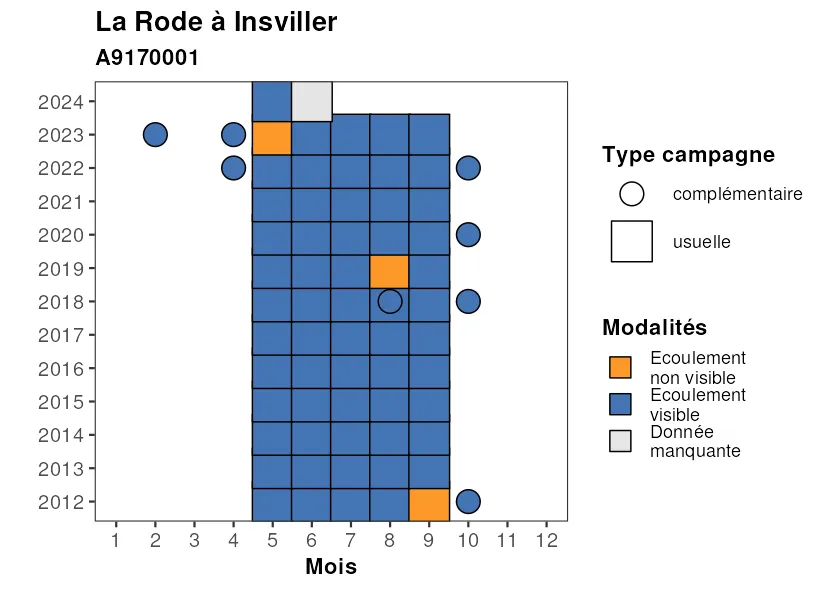 La Rode à Insviller
A9170001
2024
2023
2022
2021
2020
2019
2018
2017
2016
2015
2014
2013
2012
1 2 3 4 5 6 7 8 9 10 11 12
Mois
Type campagne
complémentaire
usuelle
Modalités
Ecoulement
non visible
Ecoulement
visible
Donnée
manquante